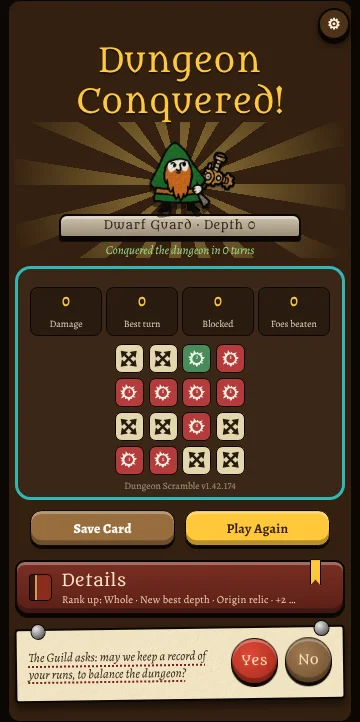 Dungeon
Conquered!
Dwarf Guard · Depth 0
Conquered the dungeon in 0 turns
0 0 0 0
Damage Best turn Blocked Foes beaten
Dungeon Scramble v1.42.174
Save Card Play Again
Details
Rank up: Whole · New best depth · Origin relic · +2 ...
The Guild asks: may we keep a record of
your runs, to balance the dungeon?
Yes No